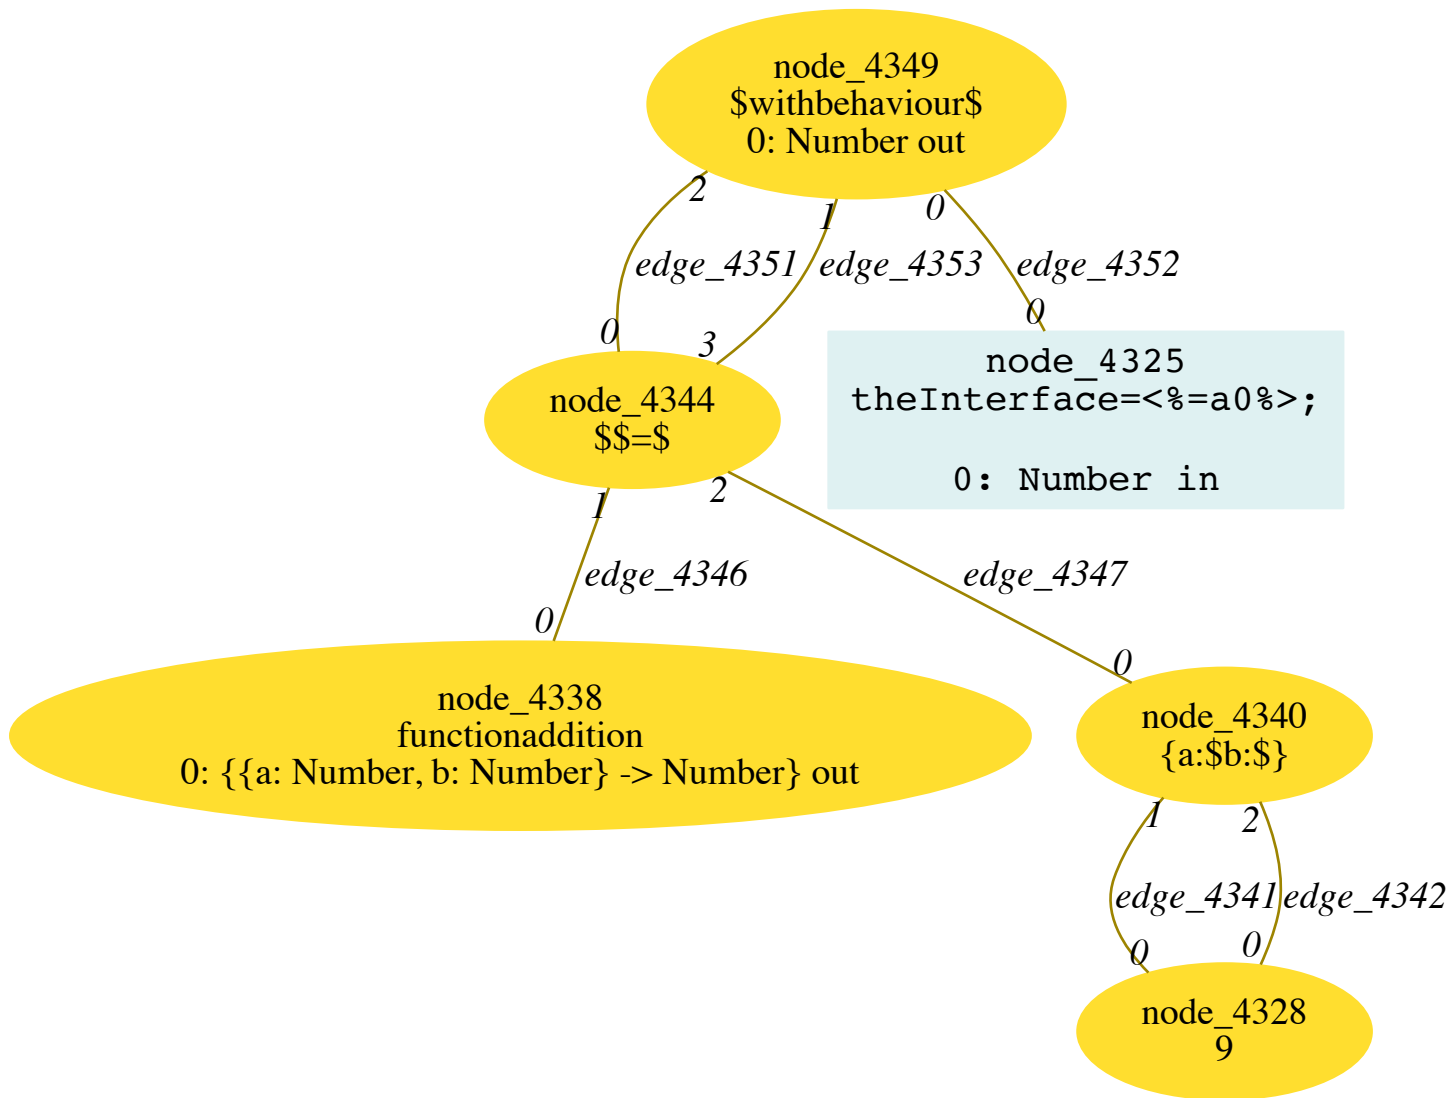 node_4349
$withbehaviour$
0: Number out
2
1
0
edge_4351
edge_4353
edge_4352
0
3
0
node_4344
$$=$
node_4325
theInterface=<%=a0%>;
0: Number in
1
2
edge_4346
edge_4347
0
0
node_4338
functionaddition
0: {{a: Number, b: Number} -> Number} out
node_4340
{a:$b:$}
1
2
edge_4341
edge_4342
0
0
node_4328
9